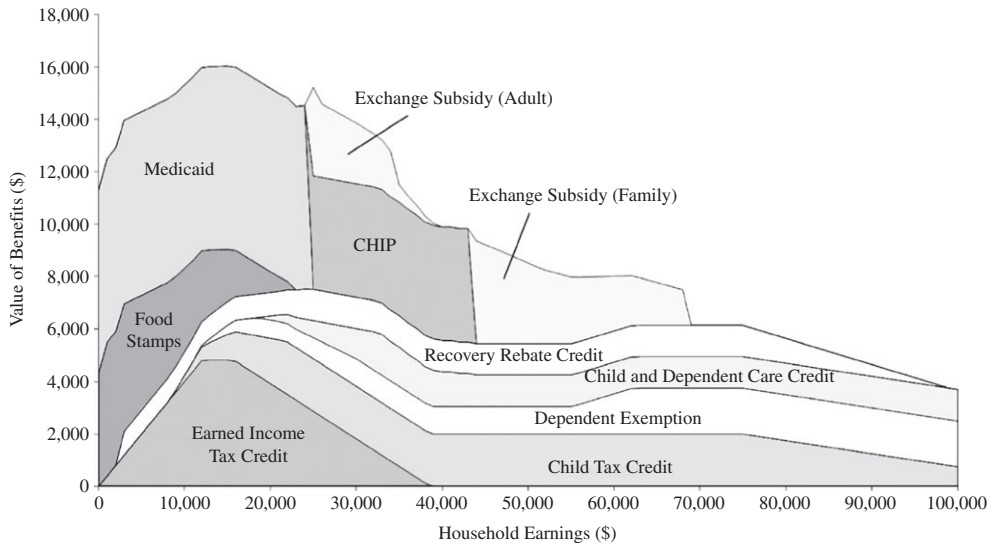 18,000
16,000
14,000
12,000
10,000
8,000
6,000
4,000
2,000
0
Value of Benefits ($)
Exchange Subsidy (Adult)
Medicaid
Exchange Subsidy (Family)
CHIP
Food
Stamps
Recovery Rebate Credit
Child and Dependent Care Credit
Dependent Exemption
Earned Income
Tax Credit
Child Tax Credit
0 10,000 20,000 30,000 40,000 50,000 60,000 70,000 80,000 90,000 100,000
Household Earnings ($)